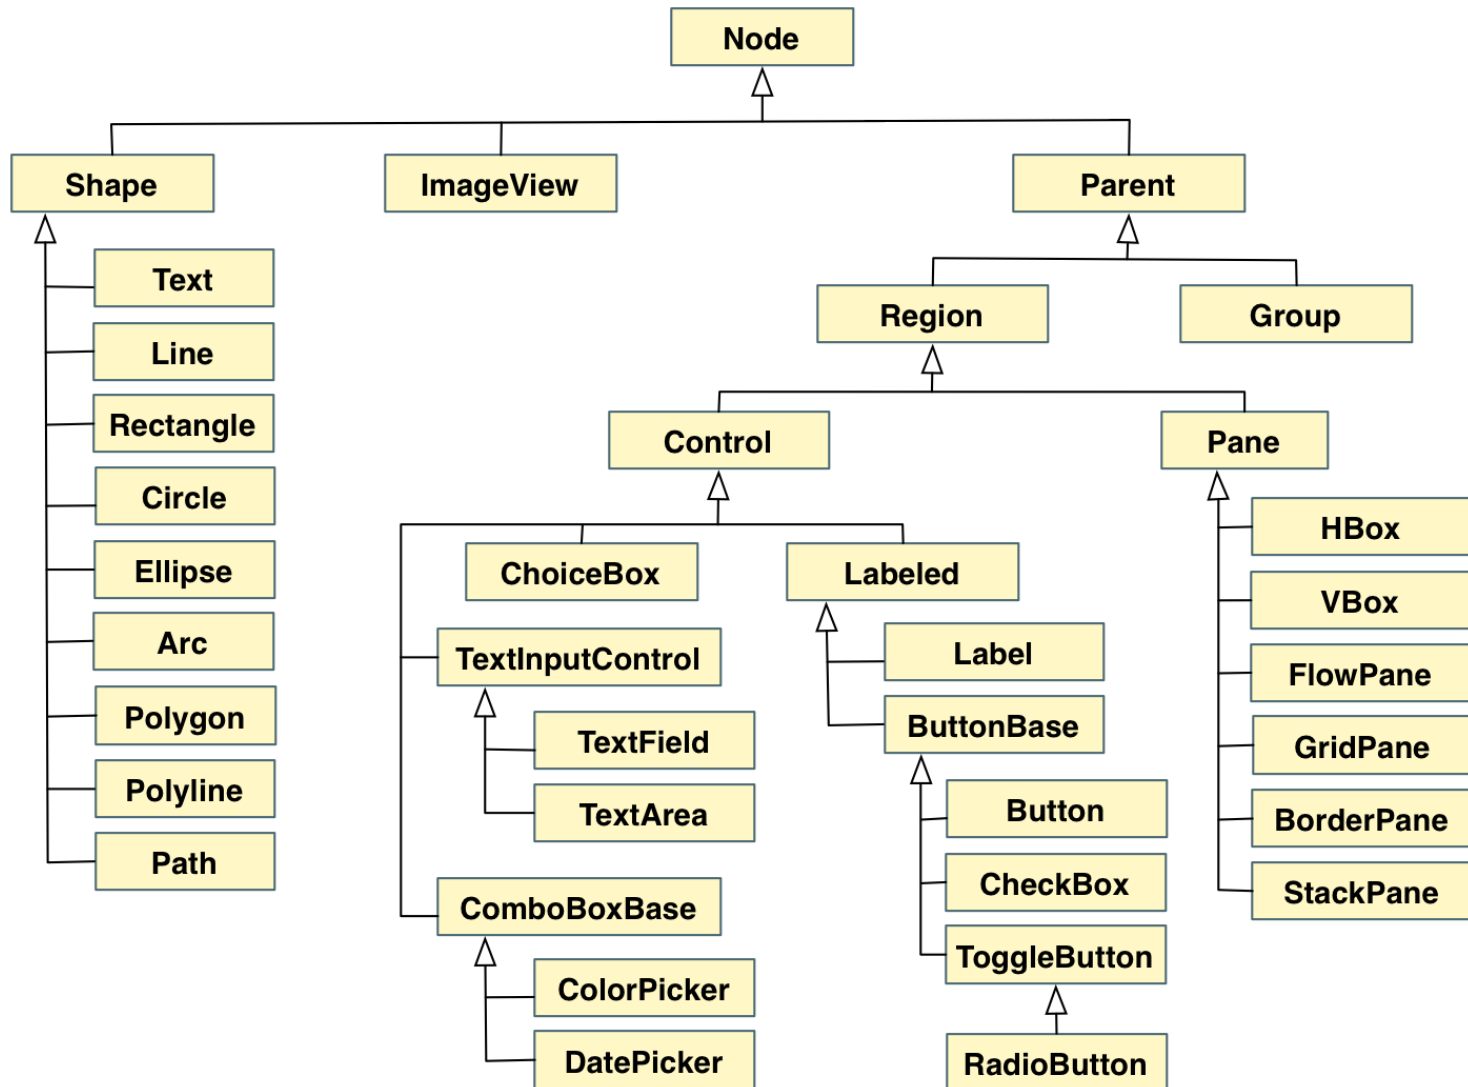 Node
Shape
ImageView
Parent
Text
Line
Rectangle
Circle
Ellipse
Arc
Polygon
Polyline
Path
Region
Group
Control
Pane
ChoiceBox
Labeled
TextInputControl
TextField
TextArea
ComboBoxBase
ColorPicker
DatePicker
Label
ButtonBase
Button
CheckBox
ToggleButton
RadioButton
HBox
VBox
FlowPane
GridPane
BorderPane
StackPane